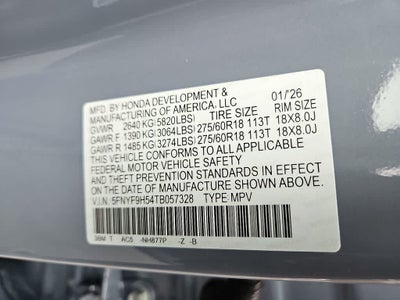 MFD. BY HONDA DEVELOPMENT &
MANUFACTURING OF AMERICA, LLC 01/'26
GVWR 2640 KG(5820LBS) TIRE SIZE RIM SIZE
GAWR F 1390 KG(3064LBS) 275/60R18 113T 18X8.0J
GAWR R 1485 KG(3274LBS) 275/60R18 113T 18X8.0J
THIS VEHICLE CONFORMS TO ALL APPLICABLE
FEDERAL MOTOR VEHICLE SAFETY STANDARDS IN
EFFECT ON THE DATE OF MANUFACTURE SHOWN ABOVE.
V.I.N. 5FNYF9H54TB057328 TYPE: MPV
3BM T AC5 -NH877P -Z -B